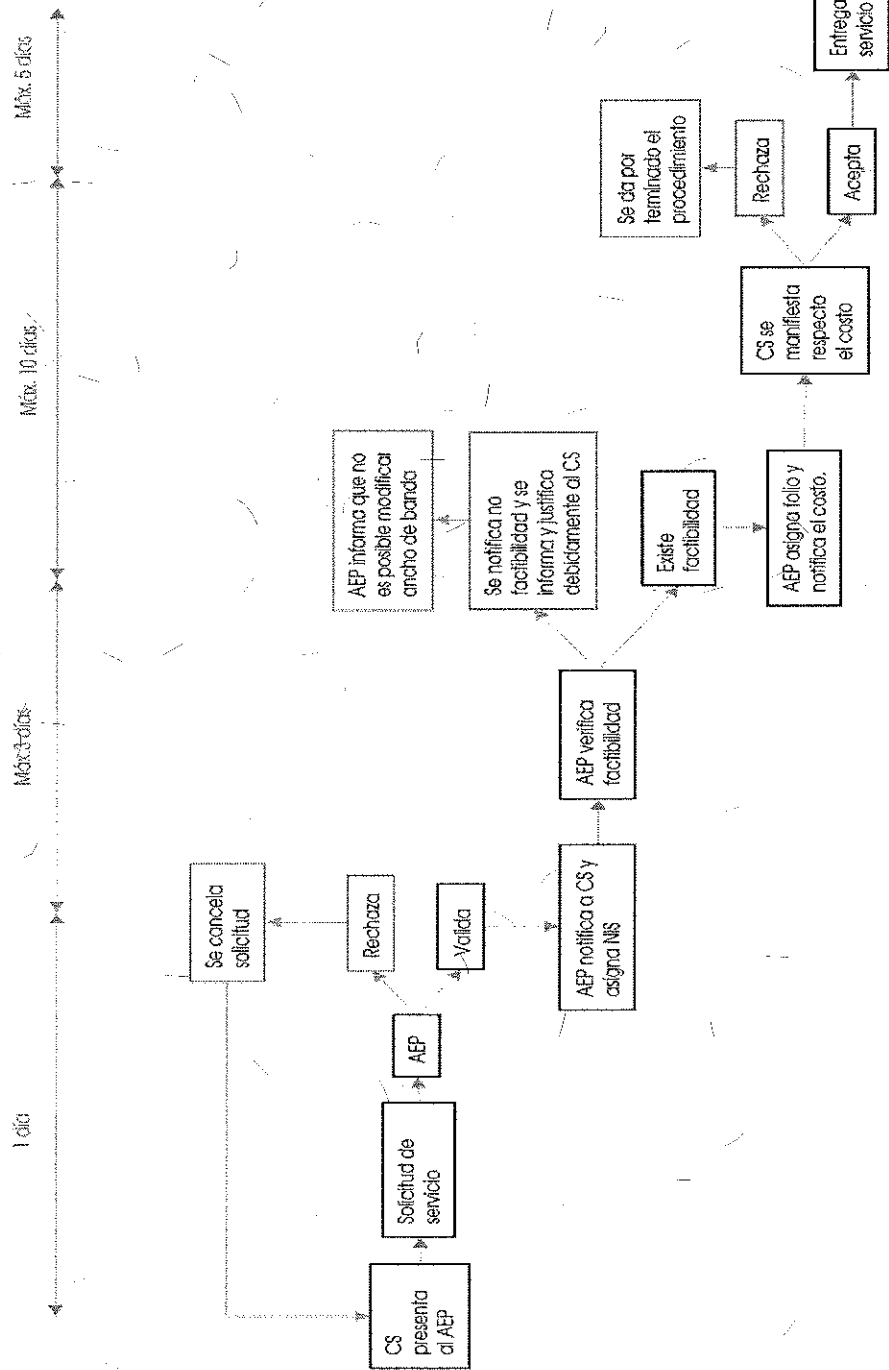 1 día
Máx. 3 días
Máx. 10 días
Máx. 5 días
CS
presenta
al AEP
Solicitud de
servicio
AEP
Rechaza
Se cancela
solicitud
Valida
AEP notifica a CS y
asigna NIS
AEP verifica
factibilidad
Se notifica no
factibilidad y se
informa y justifica
debidamente al CS
AEP informa que no
es posible modificar
ancho de banda
Existe
factibilidad
AEP asigna folio y
notifica el costo.
CS se
manifiesta
respecto
el costo
Rechaza
Se da por
terminado el
procedimiento
Acepta
Entrega
servicio